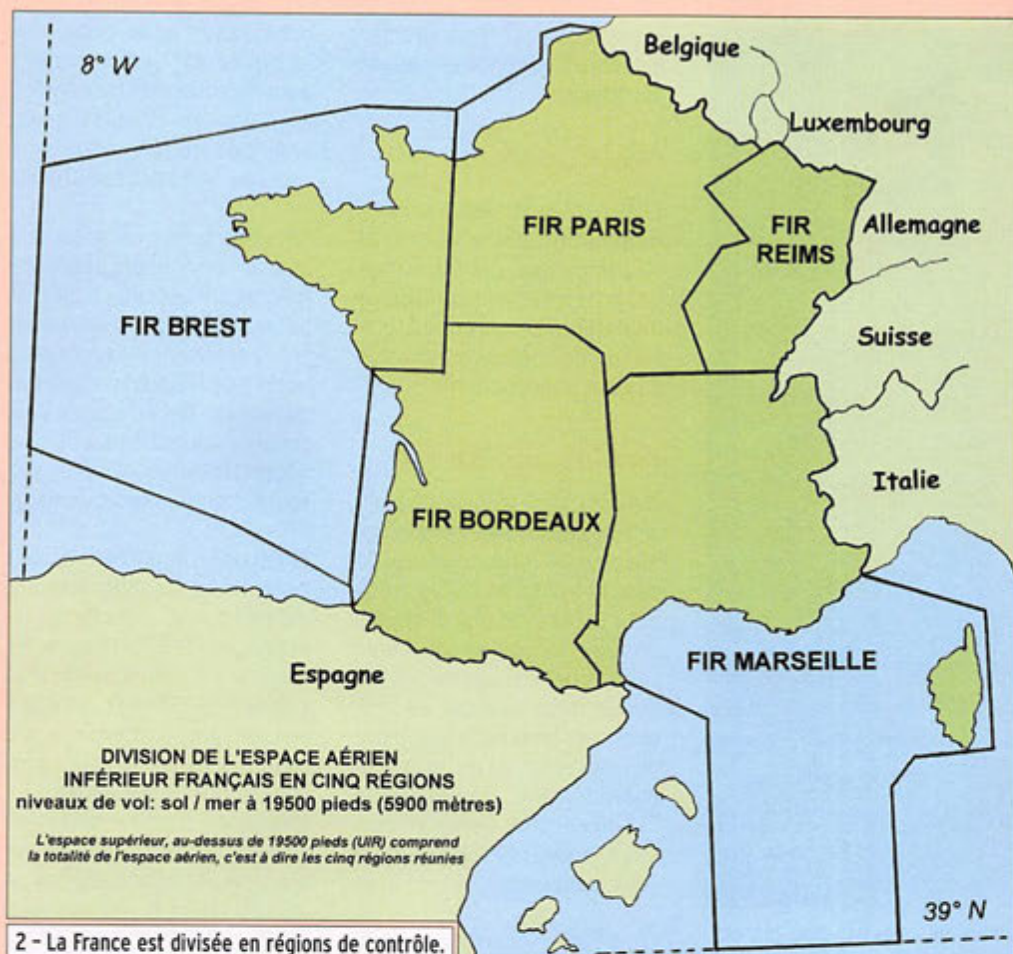 8° W
Belgique
Luxembourg
FIR PARIS
FIR
REIMS
Allemagne
FIR BREST
Suisse
Italie
FIR BORDEAUX
FIR MARSEILLE
Espagne
DIVISION DE L'ESPACE AÉRIEN
INFÉRIEUR FRANÇAIS EN CINQ RÉGIONS
niveaux de vol: sol / mer à 19500 pieds (5900 mètres)
L'espace supérieur, au-dessus de 19500 pieds (UIR) comprend
la totalité de l'espace aérien, c'est à dire les cinq régions réunies
39° N
2 - La France est divisée en régions de contrôle.